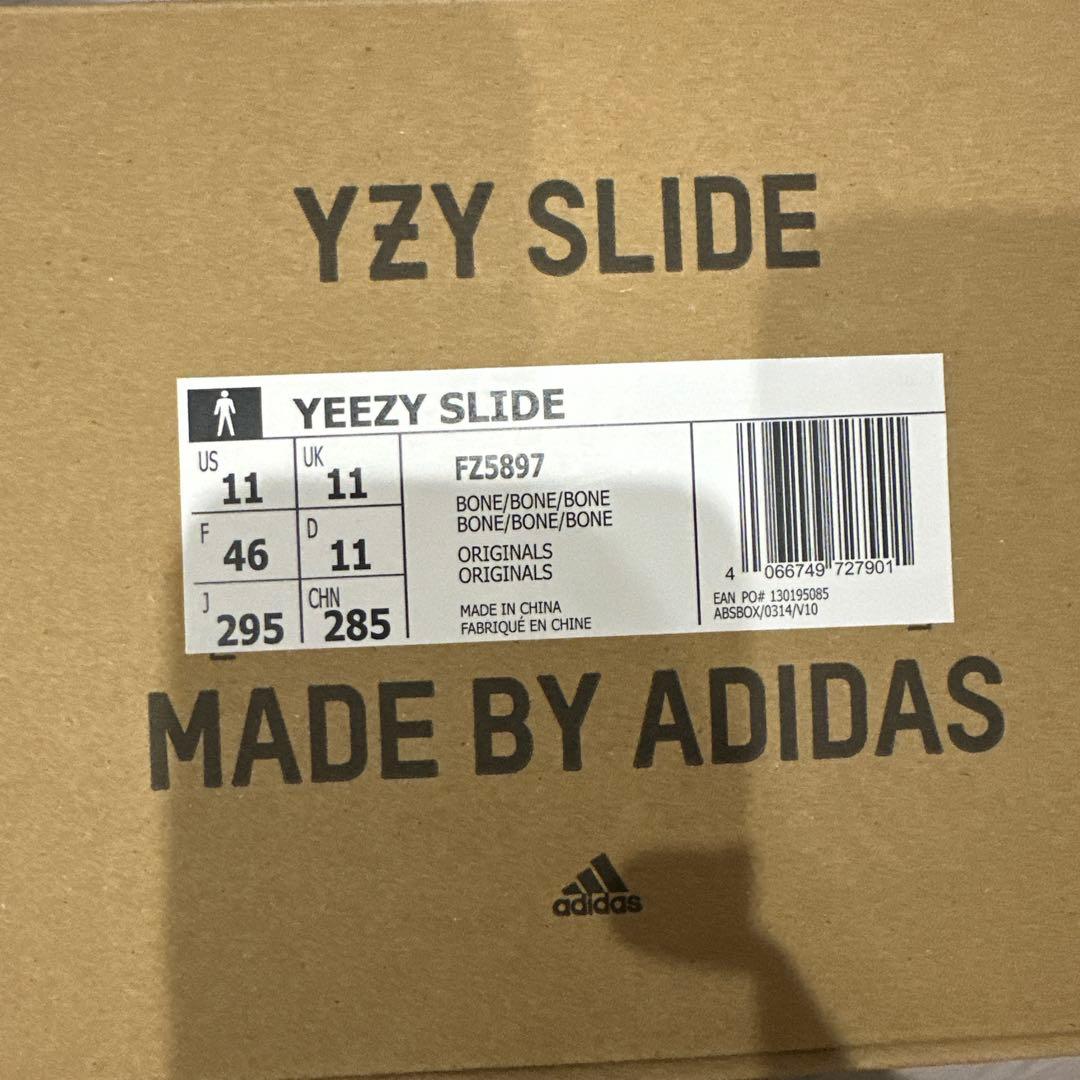 YZY SLIDE
YEEZY SLIDE
US 11
UK 11
F 46
D 11
J 295
CHN 285
FZ5897
BONE/BONE/BONE
BONE/BONE/BONE
ORIGINALS
ORIGINALS
MADE IN CHINA
FABRIQUÉ EN CHINE
4 066749 727901
EAN PO# 130195085
ABSBOX/0314/V10
MADE BY ADIDAS
adidas